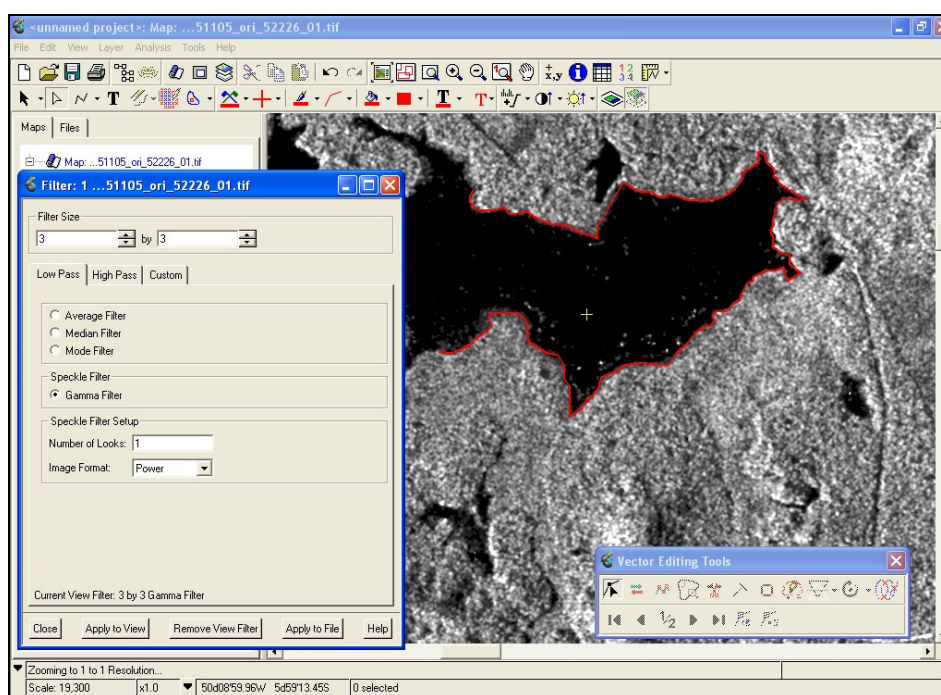 <unnamed project>: Map: ...51105_ori_52226_01.tif
File Edit View Layer Analysis Tools Help
Maps Files
Map: ...51105_ori_52226_01.tif
Filter: 1 ...51105_ori_52226_01.tif
Filter Size
3 by 3
Low Pass High Pass Custom
Average Filter
Median Filter
Mode Filter
Speckle Filter
Gamma Filter
Speckle Filter Setup
Number of Looks: 1
Image Format: Power
Current View Filter: 3 by 3 Gamma Filter
Close Apply to View Remove View Filter Apply to File Help
Vector Editing Tools
1/2
Zooming to 1 to 1 Resolution...
Scale: 19,300 x1.0 50d08'59.96W 5d59'13.45S 0 selected